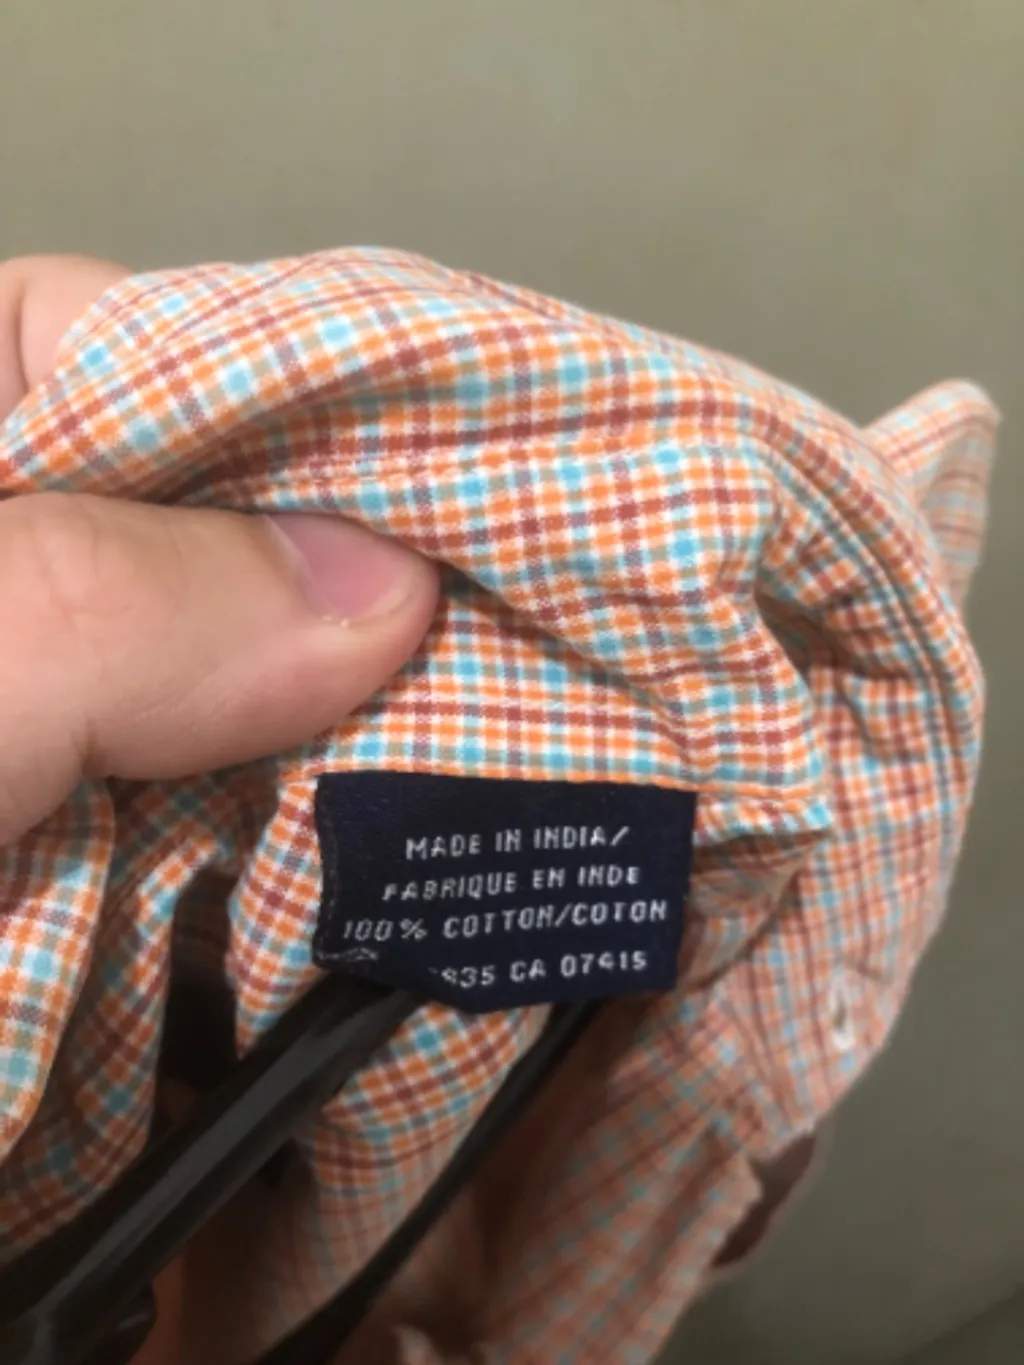 MADE IN INDIA/
FABRIQUE EN INDE
100% COTTON/COTON
CA 07415